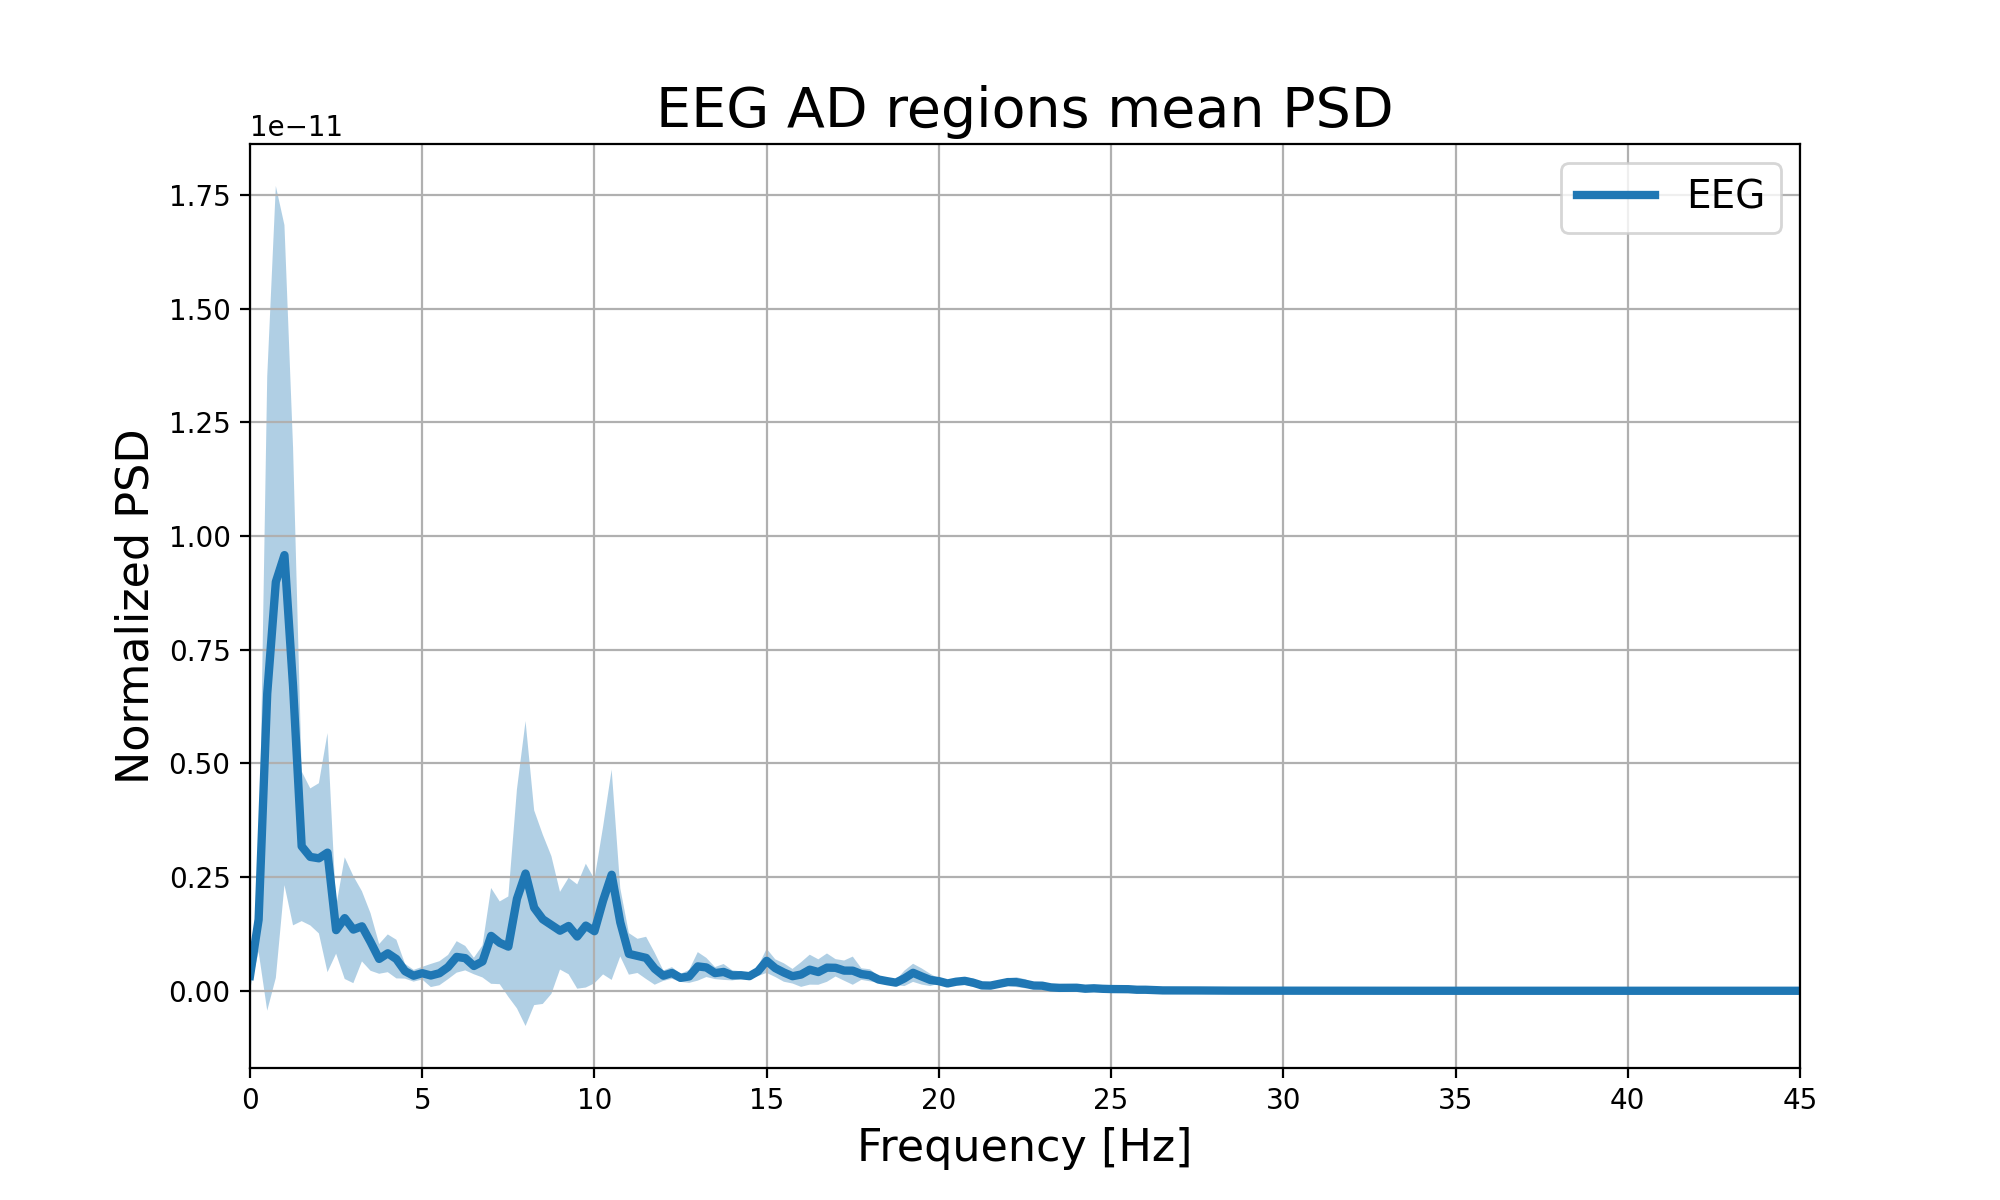 EEG AD regions mean PSD
1e−11
EEG
1.75
1.50
1.25
1.00
0.75
0.50
0.25
0.00
Normalized PSD
0 5 10 15 20 25 30 35 40 45
Frequency [Hz]